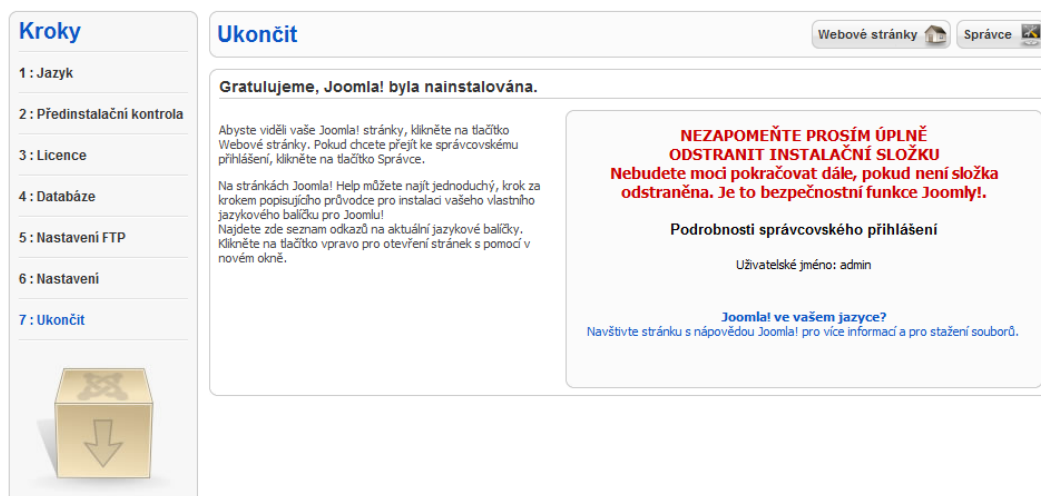 Kroky
1 : Jazyk
2 : Předinstalační kontrola
3 : Licence
4 : Databáze
5 : Nastavení FTP
6 : Nastavení
7 : Ukončit
Ukončit
Webové stránky
Správce
Gratulujeme, Joomla! byla nainstalována.
Abyste viděli vaše Joomla! stránky, klikněte na tlačítko
Webové stránky. Pokud chcete přejít ke správcovskému
přihlášení, klikněte na tlačítko Správce.
Na stránkách Joomla! Help můžete najít jednoduchý, krok za
krokem popisujícího průvodce pro instalaci vašeho vlastního
jazykového balíčku pro Joomlu!
Najdete zde seznam odkazů na aktuální jazykové balíčky.
Klikněte na tlačítko vpravo pro otevření stránek s pomocí v
novém okně.
NEZAPOMEŇTE PROSÍM ÚPLNĚ
ODSTRANIT INSTALAČNÍ SLOŽKU
Nebudete moci pokračovat dále, pokud není složka
odstraněna. Je to bezpečnostní funkce Joomly!.
Podrobnosti správcovského přihlášení
Uživatelské jméno: admin
Joomla! ve vašem jazyce?
Navštivte stránku s nápovědou Joomla! pro více informací a pro stažení souborů.